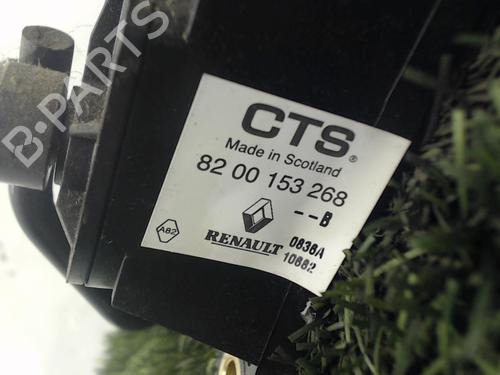 B-PARTS
CTS®
Made in Scotland
82 00 153 268
--B
A82
RENAULT
0836A
10662